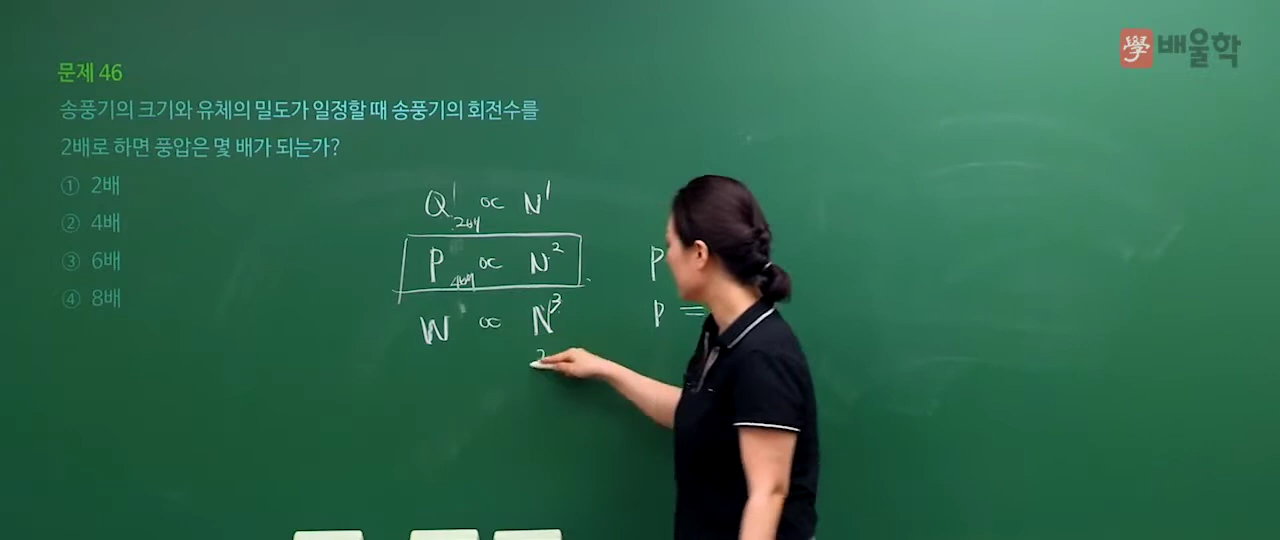 學 배울학
문제 46
송풍기의 크기와 유체의 밀도가 일정할 때 송풍기의 회전수를
2배로 하면 풍압은 몇 배가 되는가?
① 2배
② 4배
③ 6배
④ 8배
Q¹ ∝ N¹
2배
P ∝ N²
4배
W ∝ N³
2
P
P =